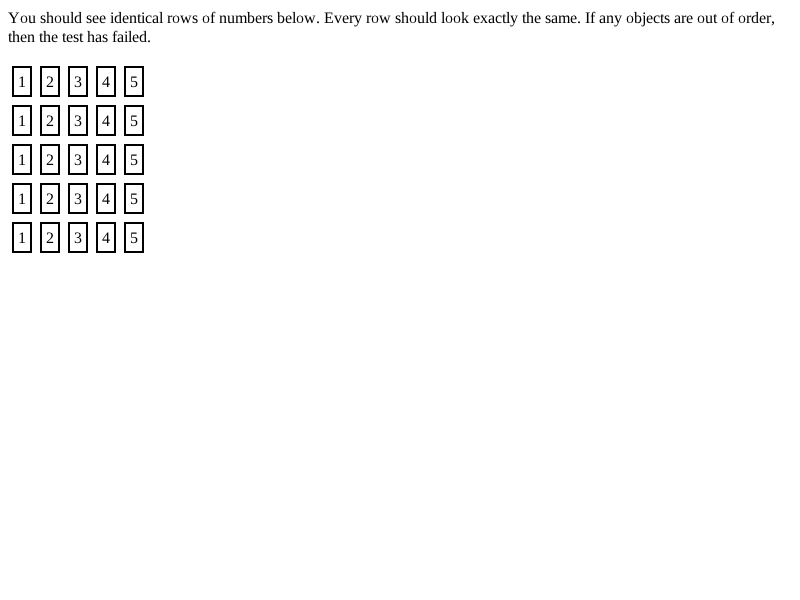 You should see identical rows of numbers below. Every row should look exactly the same. If any objects are out of order,
then the test has failed.
1 2 3 4 5
1 2 3 4 5
1 2 3 4 5
1 2 3 4 5
1 2 3 4 5